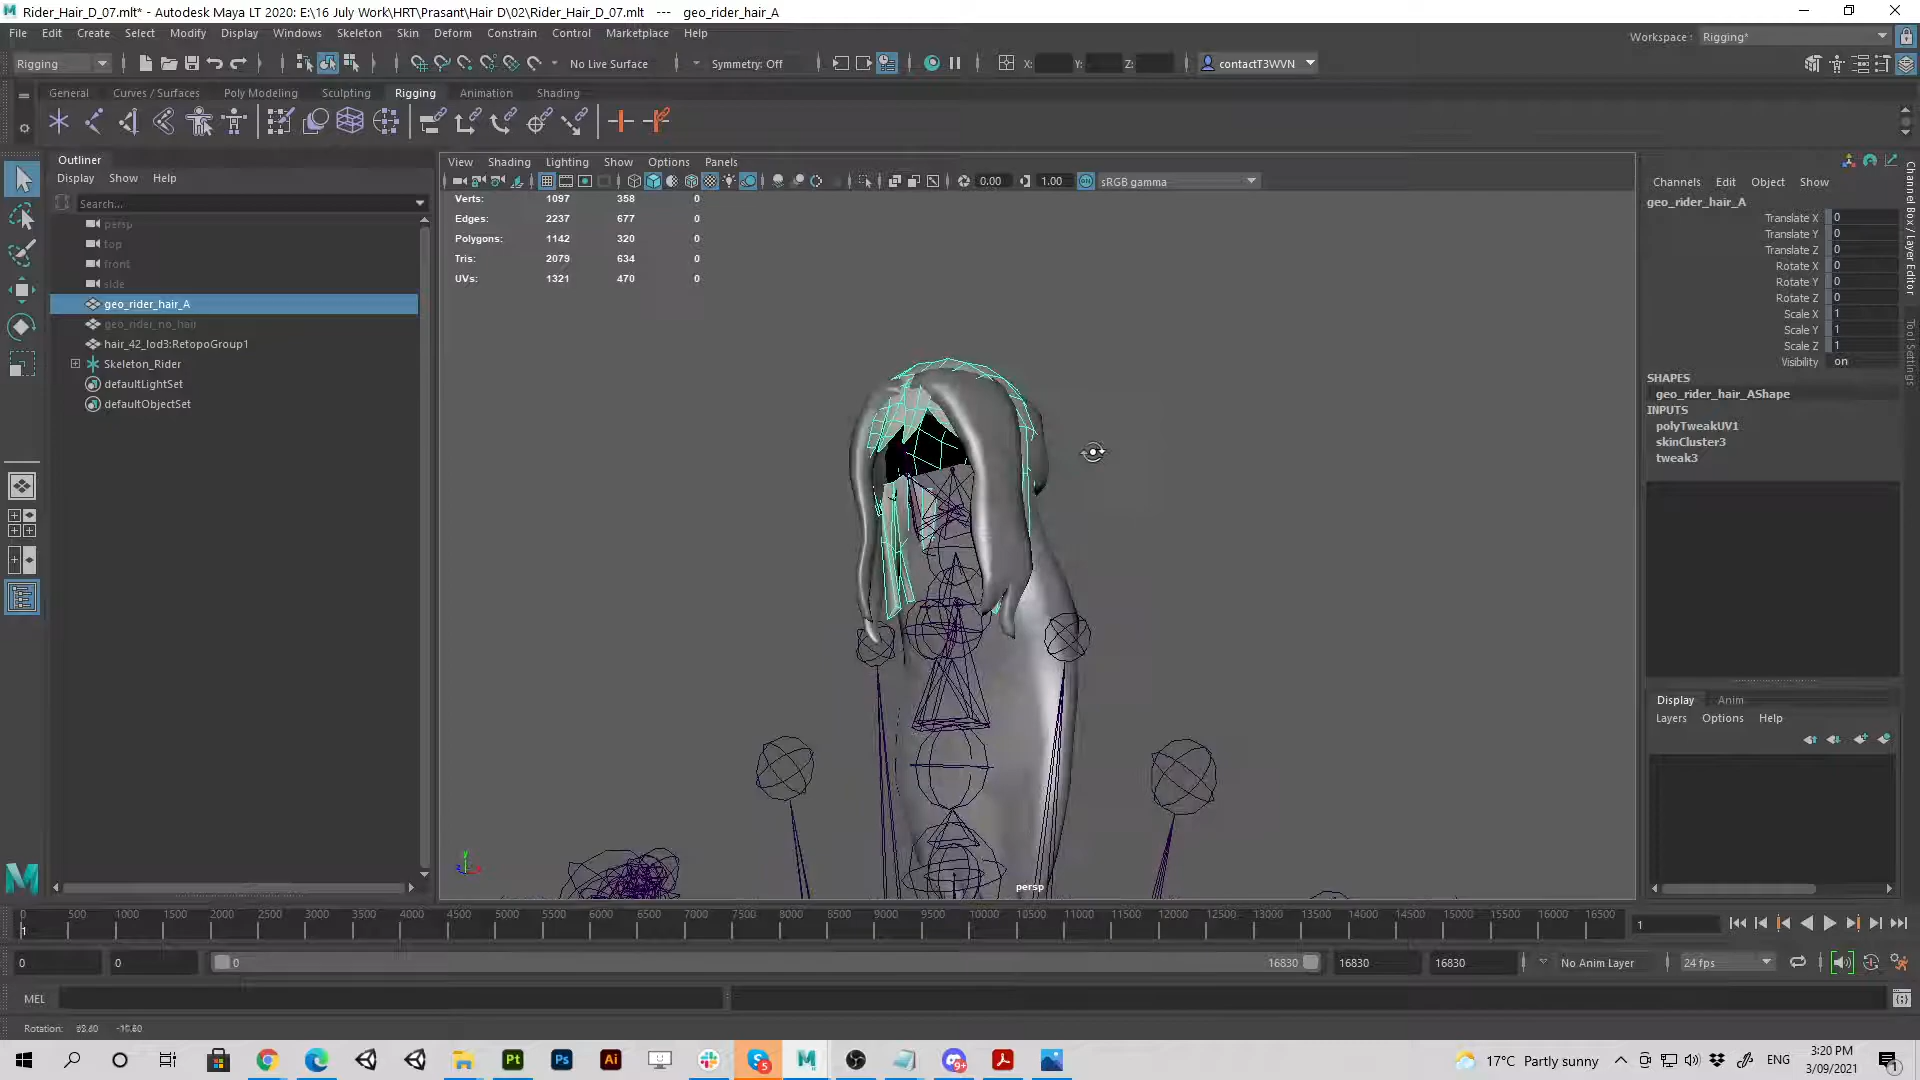 Rider_Hair_D_07.mlt* - Autodesk Maya LT 2020: E:\16 July Work\HRT\Prasant\Hair D\02\Rider_Hair_D_07.mlt --- geo_rider_hair_A
File Edit Create Select Modify Display Windows Skeleton Skin Deform Constrain Control Marketplace Help
Workspace : Rigging*
Rigging No Live Surface Symmetry: Off X: Y: Z: contactT3WVN
General Curves / Surfaces Poly Modeling Sculpting Rigging Animation Shading
Outliner
Display Show Help
Search...
persp
top
front
side
geo_rider_hair_A
geo_rider_no_hair
hair_42_lod3:RetopoGroup1
Skeleton_Rider
defaultLightSet
defaultObjectSet
View Shading Lighting Show Options Panels
0.00 1.00 sRGB gamma
Verts: 1097 358 0
Edges: 2237 677 0
Polygons: 1142 320 0
Tris: 2079 634 0
UVs: 1321 470 0
persp
Channels Edit Object Show
geo_rider_hair_A
Translate X 0
Translate Y 0
Translate Z 0
Rotate X 0
Rotate Y 0
Rotate Z 0
Scale X 1
Scale Y 1
Scale Z 1
Visibility on
SHAPES
geo_rider_hair_AShape
INPUTS
polyTweakUV1
skinCluster3
tweak3
Channel Box / Layer Editor
Tool Settings
Display Anim
Layers Options Help
0 500 1000 1500 2000 2500 3000 3500 4000 4500 5000 5500 6000 6500 7000 7500 8000 8500 9000 9500 10000 10500 11000 11500 12000 12500 13000 13500 14000 14500 15000 15500 16000 16500
1 1
0 0 0 16830 16830 16830 No Anim Layer 24 fps
MEL
Rotation:
17°C Partly sunny ENG 3:20 PM
3/09/2021